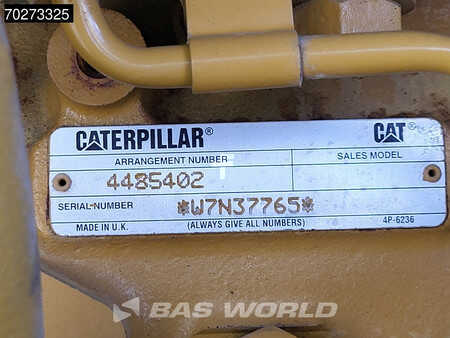 70273325
CATERPILLAR® CAT®
ARRANGEMENT NUMBER SALES MODEL
4485402
SERIAL NUMBER *W7N37765*
MADE IN U.K. (ALWAYS GIVE ALL NUMBERS) 4P-6236
BAS WORLD